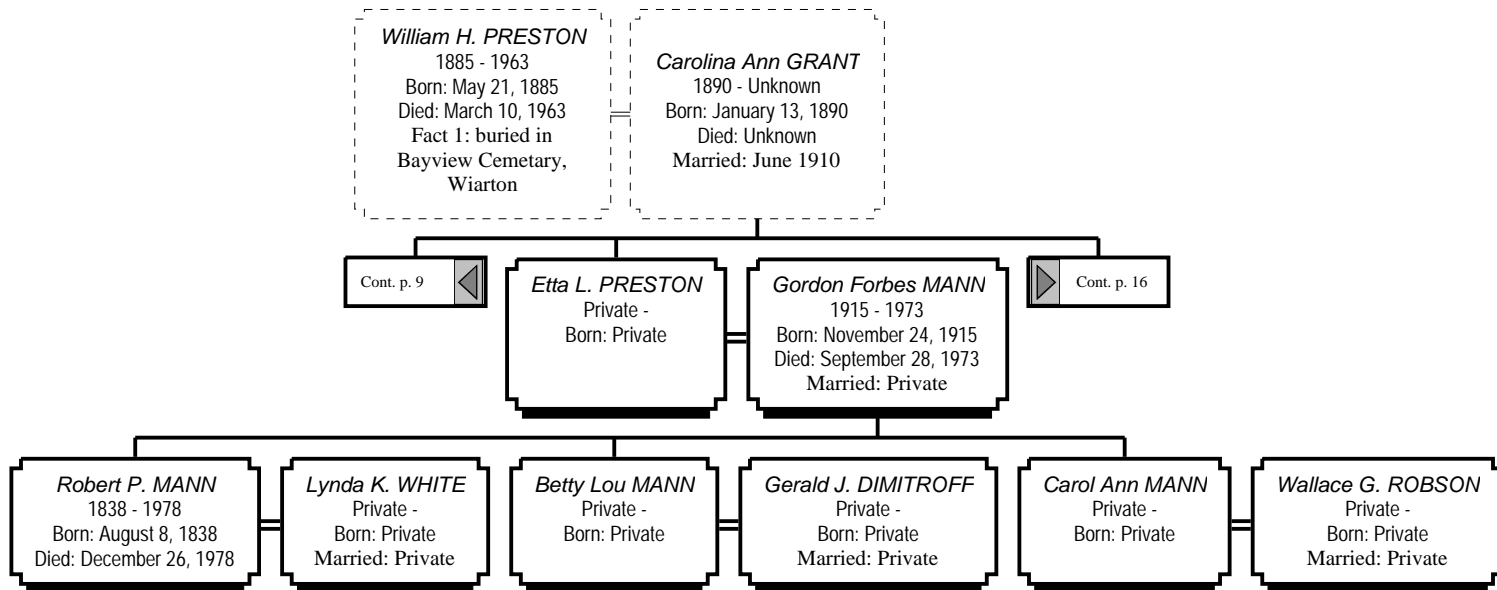 William H. PRESTON
1885 - 1963
Born: May 21, 1885
Died: March 10, 1963
Fact 1: buried in
Bayview Cemetary,
Wiarton
Carolina Ann GRANT
1890 - Unknown
Born: January 13, 1890
Died: Unknown
Married: June 1910
Cont. p. 9
Etta L. PRESTON
Private -
Born: Private
Gordon Forbes MANN
1915 - 1973
Born: November 24, 1915
Died: September 28, 1973
Married: Private
Cont. p. 16
Robert P. MANN
1838 - 1978
Born: August 8, 1838
Died: December 26, 1978
Lynda K. WHITE
Private -
Born: Private
Married: Private
Betty Lou MANN
Private -
Born: Private
Gerald J. DIMITROFF
Private -
Born: Private
Married: Private
Carol Ann MANN
Private -
Born: Private
Wallace G. ROBSON
Private -
Born: Private
Married: Private